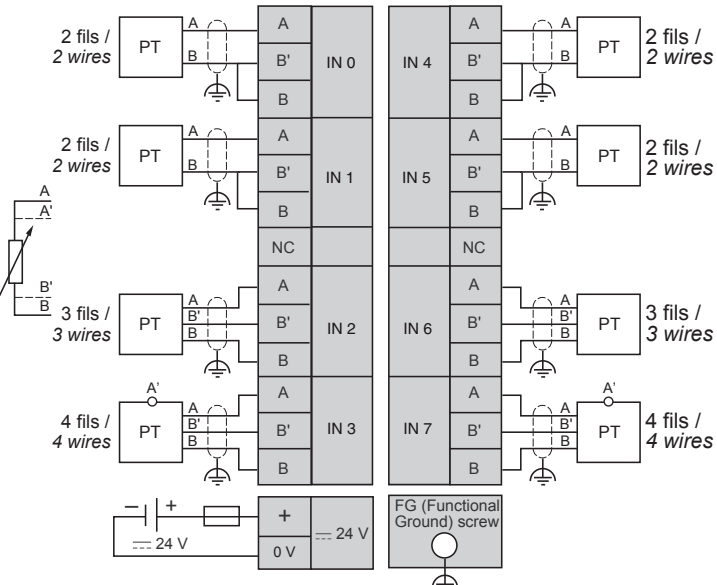 2 fils /
2 wires
PT
A
B
A
B'
B
IN 0
IN 4
A
B'
B
A
B
PT
2 fils /
2 wires
2 fils /
2 wires
PT
A
B
A
B'
B
IN 1
IN 5
A
B'
B
A
B
PT
2 fils /
2 wires
NC
NC
A
A'
B'
B
3 fils /
3 wires
PT
A
B'
B
A
B'
B
IN 2
IN 6
A
B'
B
A
B'
B
PT
3 fils /
3 wires
4 fils /
4 wires
A'
PT
A
B'
B
A
B'
B
IN 3
IN 7
A
B'
B
A
B'
B
A'
PT
4 fils /
4 wires
– +
24 V
+
0 V
24 V
FG (Functional
Ground) screw